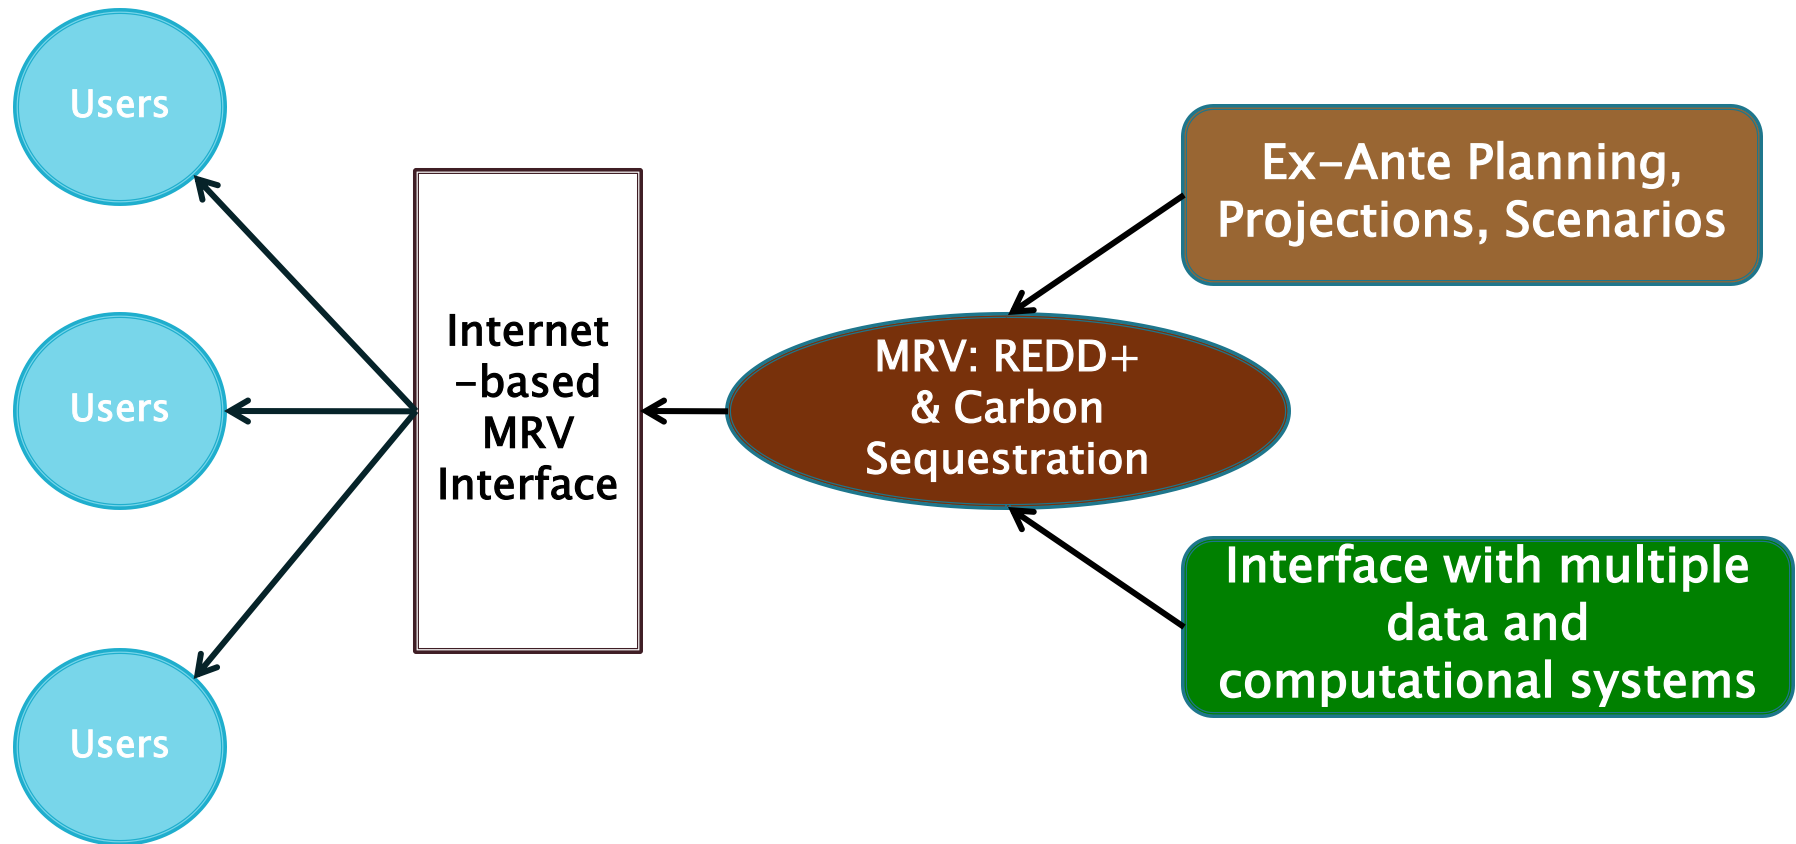 Users
Users
Users
Internet
-based
MRV
Interface
MRV: REDD+
& Carbon
Sequestration
Ex-Ante Planning,
Projections, Scenarios
Interface with multiple
data and
computational systems